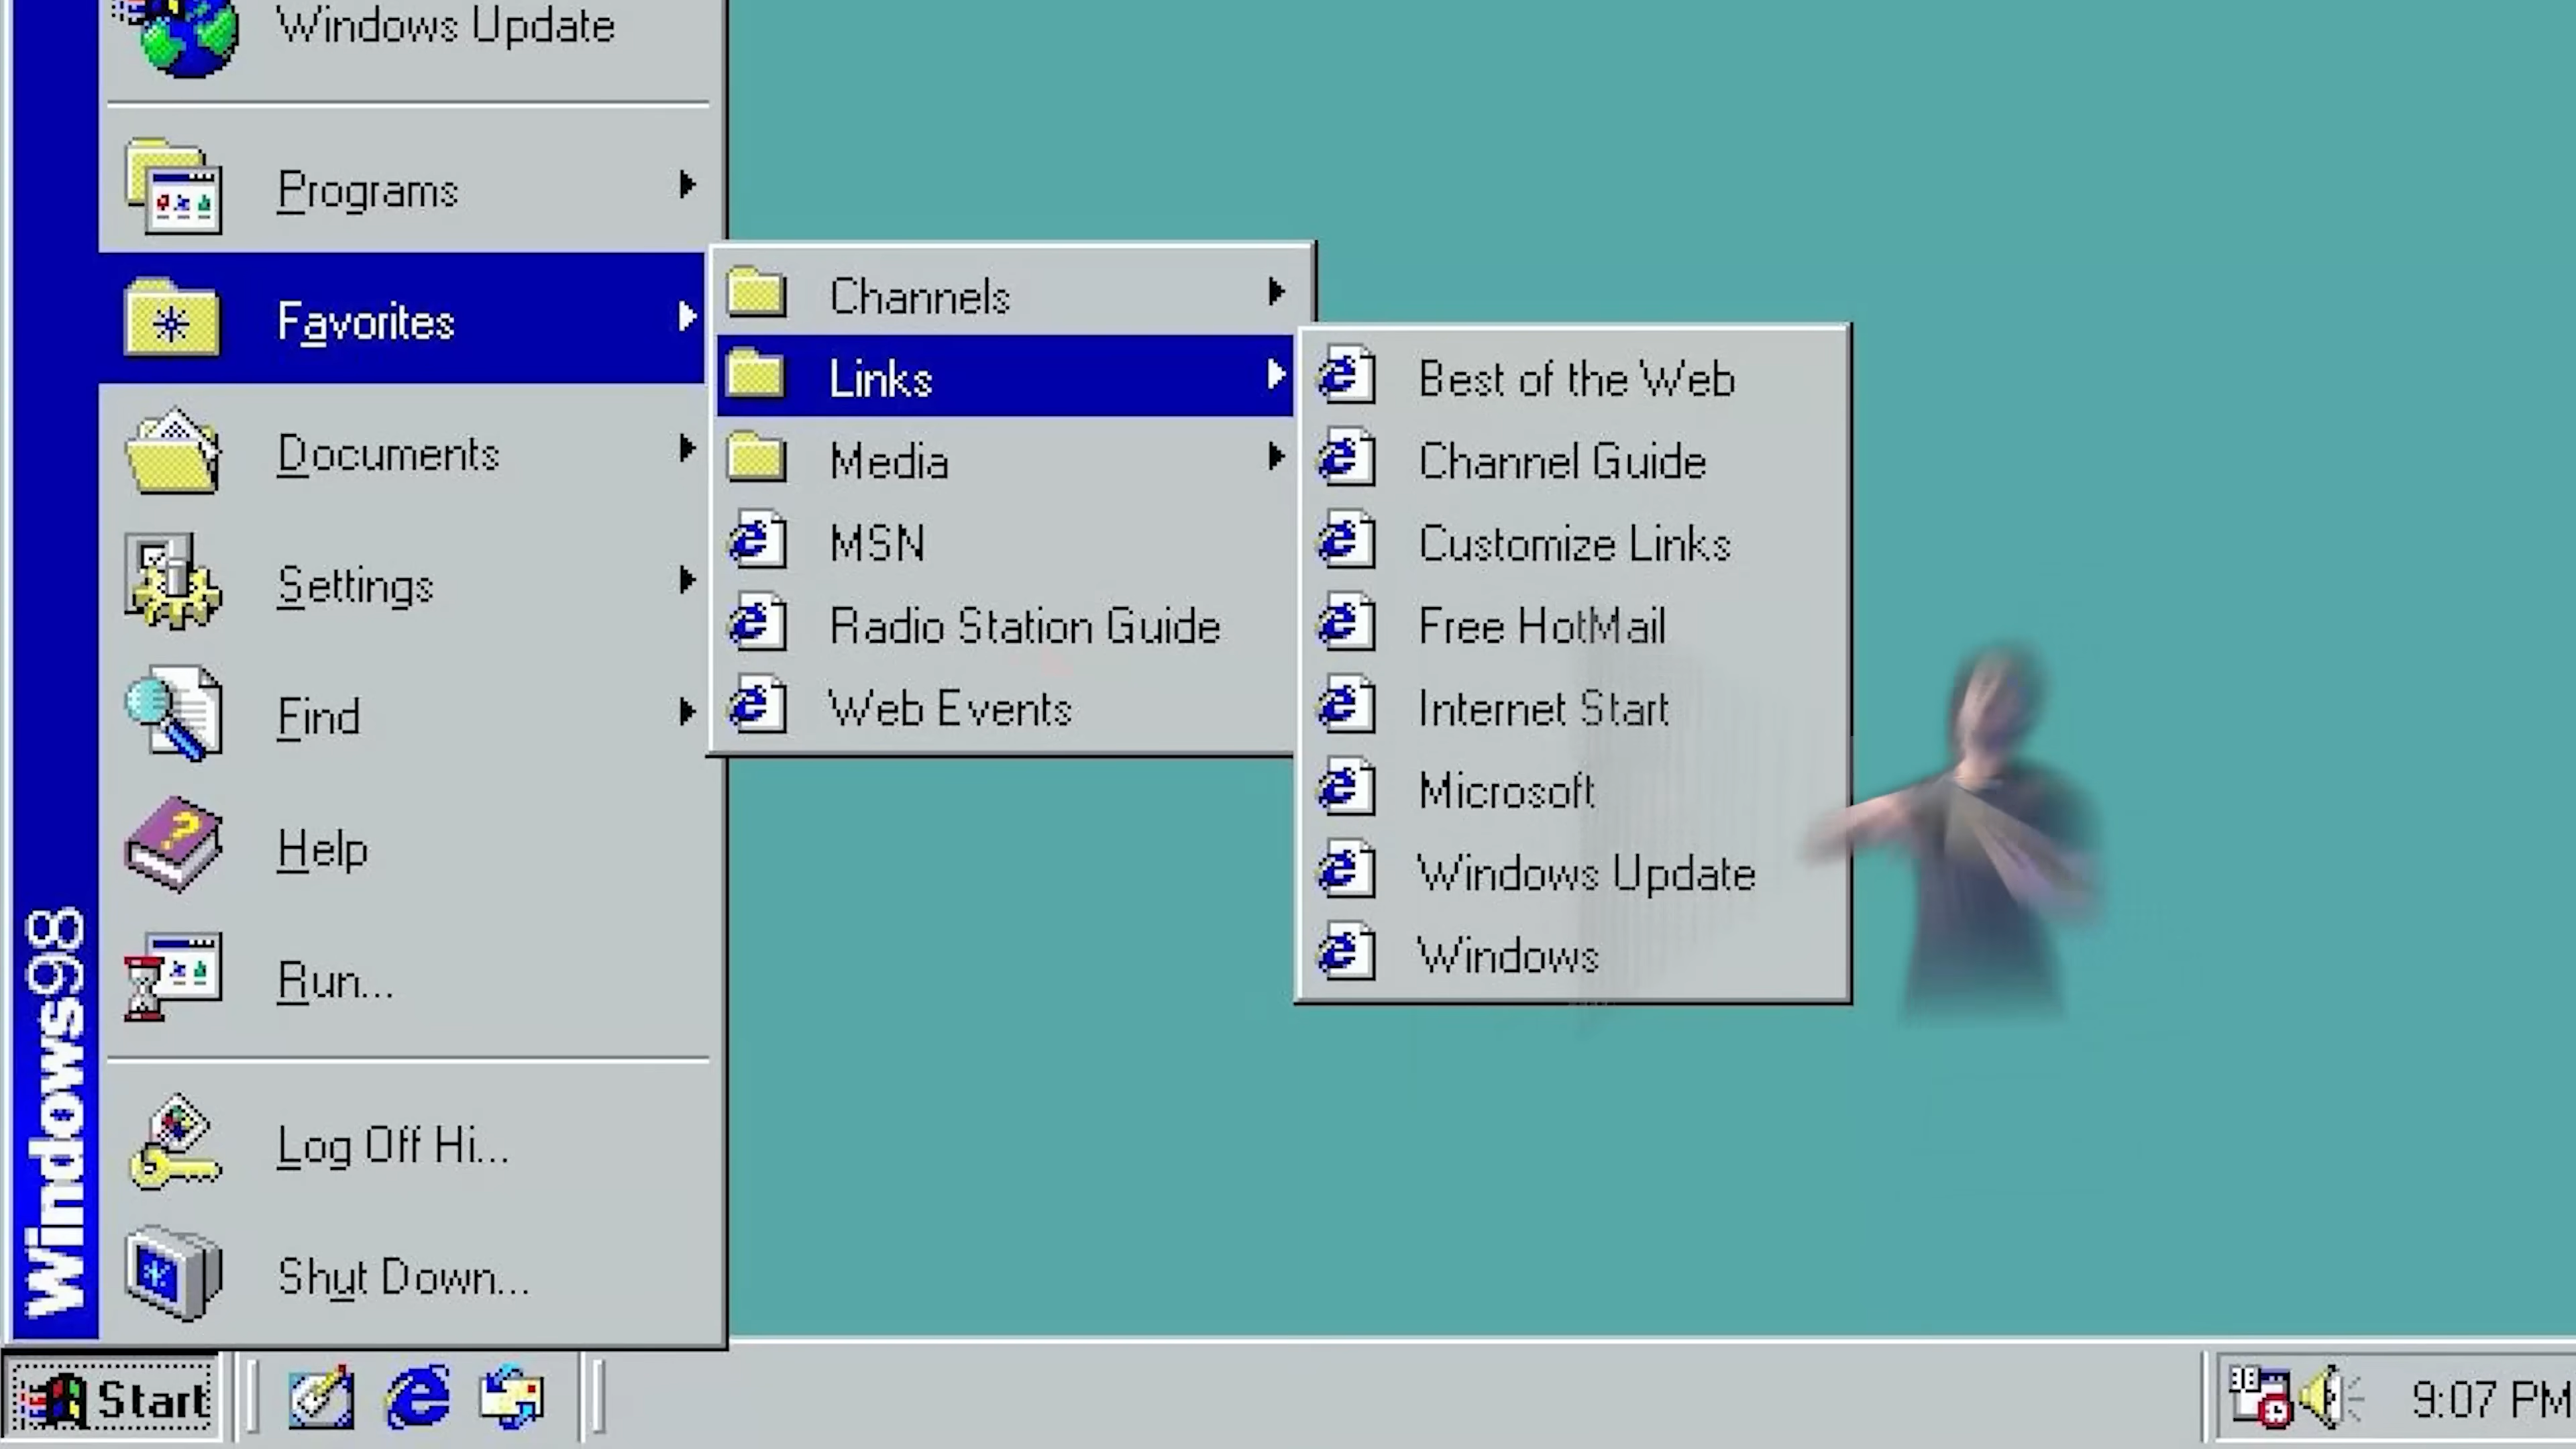 Windows Update
Programs
Favorites
Documents
Settings
Find
Help
Run...
Log Off Hi...
Shut Down...
Windows98
Channels
Links
Media
MSN
Radio Station Guide
Web Events
Best of the Web
Channel Guide
Customize Links
Free HotMail
Internet Start
Microsoft
Windows Update
Windows
Start
9:07 PM